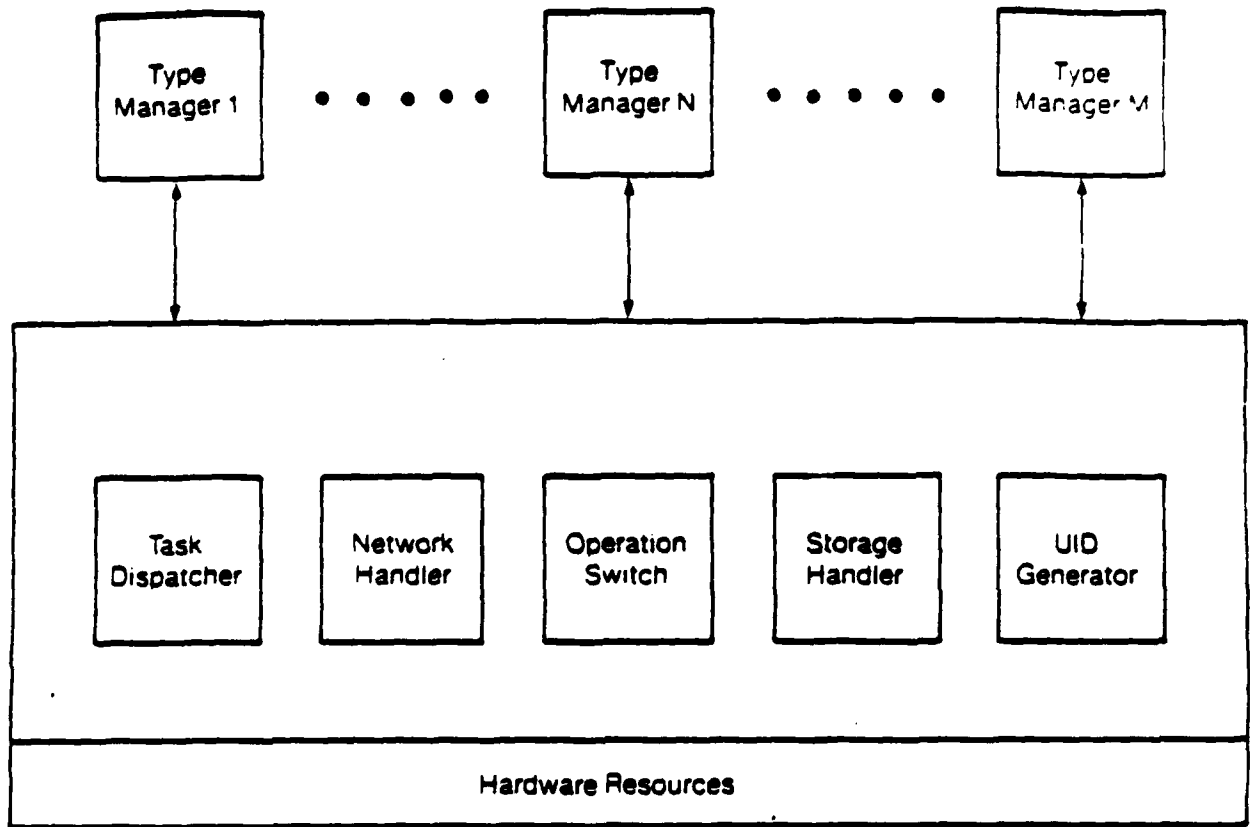 Type
Manager 1
Type
Manager N
Type
Manager M
Task
Dispatcher
Network
Handler
Operation
Switch
Storage
Handler
UID
Generator
Hardware Resources